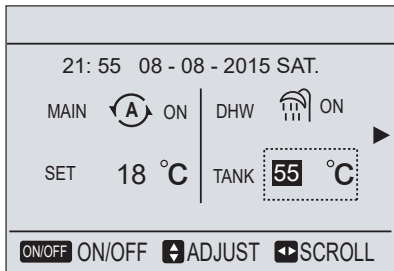 21: 55 08 - 08 - 2015 SAT.
MAIN A ON DHW ON
SET 18 °C TANK 55 °C
ON/OFF ON/OFF ADJUST SCROLL